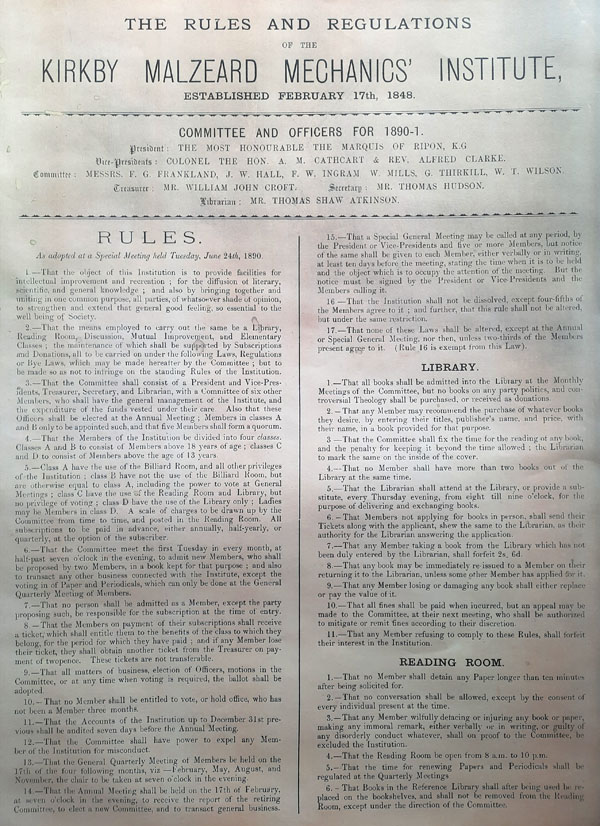 THE RULES AND REGULATIONS
OF THE
KIRKBY MALZEARD MECHANICS' INSTITUTE,
ESTABLISHED FEBRUARY 17th, 1848.
COMMITTEE AND OFFICERS FOR 1890-1.
President: THE MOST HONOURABLE THE MARQUIS OF RIPON, K.G
Vice-Presidents: COLONEL THE HON. A. M. CATHCART & REV. ALFRED CLARKE.
Committee: MESSRS. F. G. FRANKLAND, J. W. HALL, F. W. INGRAM W. MILLS, G. THIRKILL, W. T. WILSON.
Treasurer: MR. WILLIAM JOHN CROFT. Secretary: MR. THOMAS HUDSON.
Librarian: MR. THOMAS SHAW ATKINSON.
RULES.
As adopted at a Special Meeting held Tuesday, June 24th, 1890.
1.—That the object of this Institution is to provide facilities for
intellectual improvement and recreation; for the diffusion of literary,
scientific, and general knowledge; and also by bringing together and
uniting in one common purpose, all parties, of whatsoever shade of opinion,
to strengthen and extend that general good feeling, so essential to the
well being of Society.
2.—That the means employed to carry out the same be a Library,
Reading Room, Discussion, Mutual Improvement, and Elementary
Classes; the maintenance of which shall be supported by Subscriptions
and Donations, all to be carried on under the following Laws, Regulations
or Bye Laws, which may be made hereafter by the Committee; but to
be made so as not to infringe on the standing Rules of the Institution.
3.—That the Committee shall consist of a President and Vice-Pres-
idents, Treasurer, Secretary, and Librarian, with a Committee of six other
Members, who shall have the general management of the Institute, and
the expenditure of the funds vested under their care. Also that these
Officers shall be elected at the Annual Meeting; Members in classes A
and B only to be appointed such, and that five Members shall form a quorum.
4.—That the Members of the Institution be divided into four classes.
Classes A and B to consist of Members above 18 years of age; classes C
and D to consist of Members above the age of 13 years.
5.—Class A have the use of the Billiard Room, and all other privileges
of the Institution; class B have not the use of the Billiard Room, but
are otherwise equal to class A, including the power to vote at General
Meetings; class C have the use of the Reading Room and Library, but
no privilege of voting; class D have the use of the Library only; Ladies
may be Members in class D. A scale of charges to be drawn up by the
Committee from time to time, and posted in the Reading Room. All
subscriptions to be paid in advance, either annually, half-yearly, or
quarterly, at the option of the subscriber.
6.—That the Committee meet the first Tuesday in every month, at
half-past seven o'clock in the evening, to admit new Members, who shall
be proposed by two Members, in a book kept for that purpose; and also
to transact any other business connected with the Institute, except the
voting in of Paper and Periodicals, which can only be done at the General
Quarterly Meeting of Members.
7.—That no person shall be admitted as a Member, except the party
proposing such, be responsible for the subscription at the time of entry.
8.—That the Members on payment of their subscriptions shall receive
a ticket, which shall entitle them to the benefits of the class to which they
belong, for the period for which they have paid; and if any Member lose
their ticket, they shall obtain another ticket from the Treasurer on pay-
ment of twopence. These tickets are not transferable.
9.—That all matters of business, election of Officers, motions in the
Committee, or at any time when voting is required, the ballot shall be
adopted.
10.—That no Member shall be entitled to vote, or hold office, who has
not been a Member three months.
11.—That the Accounts of the Institution up to December 31st pre-
vious shall be audited seven days before the Annual Meeting.
12.—That the Committee shall have power to expel any Mem-
ber of the Institution for misconduct.
13.—That the General Quarterly Meeting of Members be held on the
17th of the four following months, viz—February, May, August, and
November, the chair to be taken at seven o'clock in the evening.
14—That the Annual Meeting shall be held on the 17th of February,
at seven o'clock in the evening, to receive the report of the retiring
Committee, to elect a new Committee, and to transact general business.
15.—That a Special General Meeting may be called at any period, by
the President or Vice-Presidents and five or more Members, but notice
of the same shall be given to each Member, either verbally or in writing,
at least ten days before the meeting, stating the time when it is to be held
and the object which is to occupy the attention of the meeting. But the
notice must be signed by the President or Vice-Presidents and the
Members calling it.
16—That the Institution shall not be dissolved, except four-fifths of
the Members agree to it; and further, that this rule shall not be altered,
but under the same restriction.
17.—That none of these Laws shall be altered, except at the Annual
or Special General Meeting, nor then, unless two-thirds of the Members
present agree to it. (Rule 16 is exempt from this Law).
LIBRARY.
1.—That all books shall be admitted into the Library at the Monthly
Meetings of the Committee, but no books on any party politics, and con-
troversial Theology shall be purchased, or received as donations.
2.—That any Member may recommend the purchase of whatever books
they desire, by entering their titles, publisher's name, and price, with
their name, in a book provided for that purpose.
3—That the Committee shall fix the time for the reading of any book,
and the penalty for keeping it beyond the time allowed; the Librarian
to mark the same on the inside of the cover.
4.—That no Member shall have more than two books out of the
Library at the same time.
5.—That the Librarian shall attend at the Library, or provide a sub-
stitute, every Thursday evening, from eight till nine o'clock, for the
purpose of delivering and exchanging books.
6.—That Members not applying for books in person, shall send their
Tickets along with the applicant, shew the same to the Librarian, as their
authority for the Librarian answering the application.
7.—That any Member taking a book from the Library which has not
been duly entered by the Librarian, shall forfeit 2s. 6d.
8.—That any book may be immediately re-issued to a Member on their
returning it to the Librarian, unless some other Member has applied for it.
9.—That any Member losing or damaging any book shall either replace
or pay the value of it.
10.—That all fines shall be paid when incurred, but an appeal may be
made to the Committee, at their next meeting, who shall be authorized
to mitigate or remit fines according to their discretion.
11.—That any Member refusing to comply to these Rules, shall forfeit
their interest in the Institution.
READING ROOM.
1.—That no Member shall detain any Paper longer than ten minutes
after being solicited for.
2.—That no conversation shall be allowed, except by the consent of
every individual present at the time.
3.—That any Member wilfully defacing or injuring any book or paper,
making any immoral remark, either verbally or in writing, or guilty of
any disorderly conduct whatever, shall on proof to the Committee, be
excluded the Institution.
4.—That the Reading Room be open from 8 a.m. to 10 p.m.
5.—That the time for renewing Papers and Periodicals shall be
regulated at the Quarterly Meetings
6.—That Books in the Reference Library shall after being used be re-
placed on the bookshelves, and shall not be removed from the Reading
Room, except under the direction of the Committee.